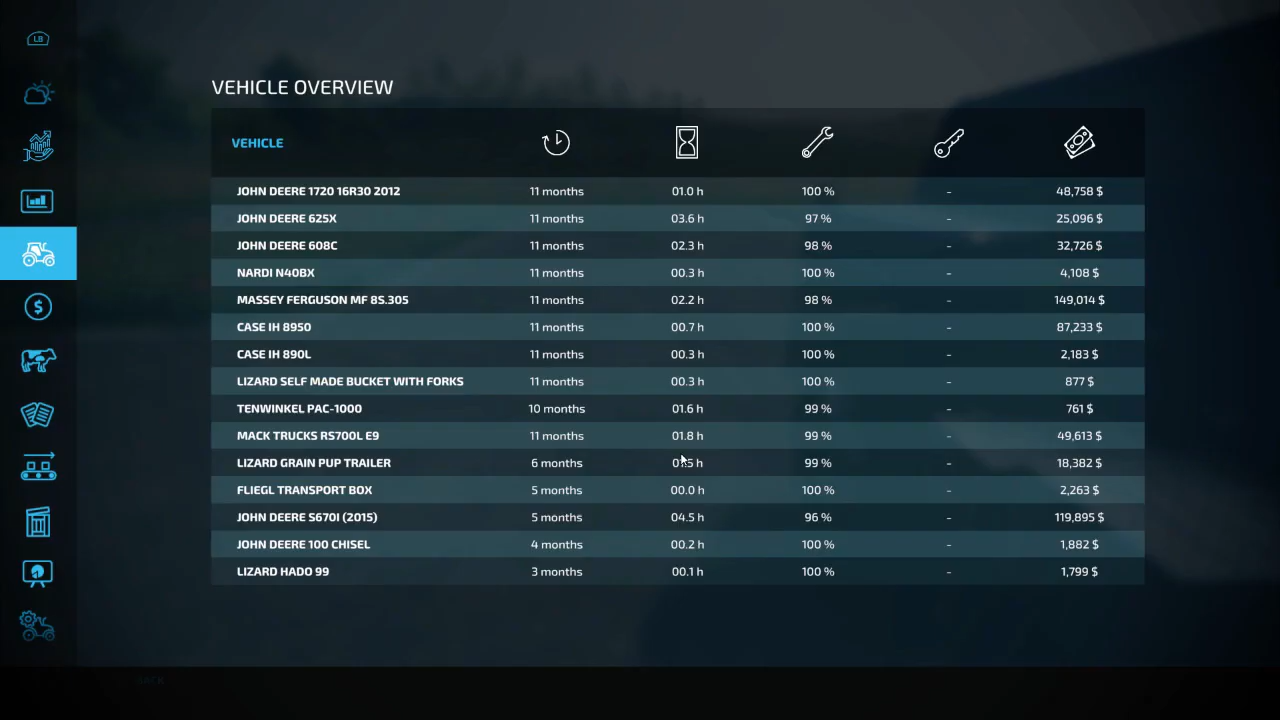 LB
VEHICLE OVERVIEW
VEHICLE
JOHN DEERE 1720 16R30 2012 11 months 01.0 h 100 % - 48,758 $
JOHN DEERE 625X 11 months 03.6 h 97 % - 25,096 $
JOHN DEERE 608C 11 months 02.3 h 98 % - 32,726 $
NARDI N40BX 11 months 00.3 h 100 % - 4,108 $
MASSEY FERGUSON MF 8S.305 11 months 02.2 h 98 % - 149,014 $
CASE IH 8950 11 months 00.7 h 100 % - 87,233 $
CASE IH 890L 11 months 00.3 h 100 % - 2,183 $
LIZARD SELF MADE BUCKET WITH FORKS 11 months 00.3 h 100 % - 877 $
TENWINKEL PAC-1000 10 months 01.6 h 99 % - 761 $
MACK TRUCKS RS700L E9 11 months 01.8 h 99 % - 49,613 $
LIZARD GRAIN PUP TRAILER 6 months h 99 % - 18,382 $
FLIEGL TRANSPORT BOX 5 months 00.0 h 100 % - 2,263 $
JOHN DEERE S670I (2015) 5 months 04.5 h 96 % - 119,895 $
JOHN DEERE 100 CHISEL 4 months 00.2 h 100 % - 1,882 $
LIZARD HADO 99 3 months 00.1 h 100 % - 1,799 $
BACK